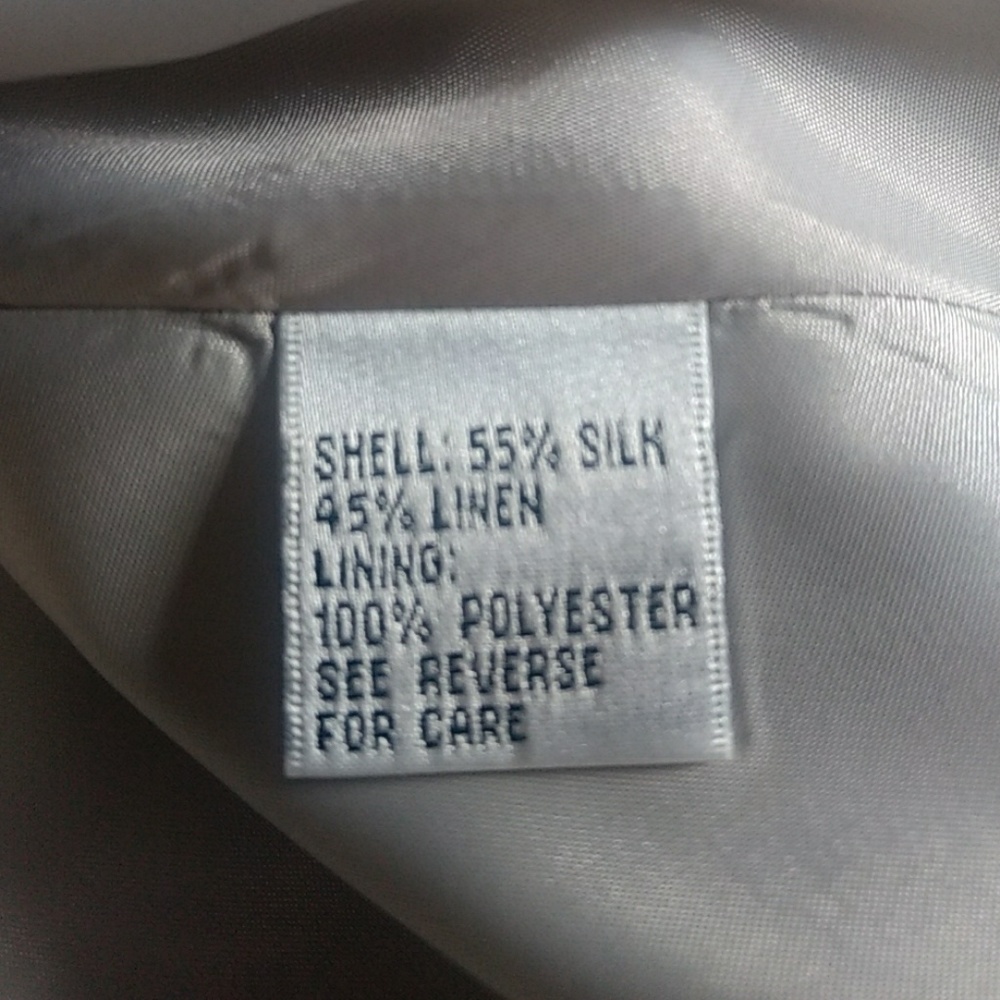 SHELL: 55% SILK
45% LINEN
LINING:
100% POLYESTER
SEE REVERSE
FOR CARE